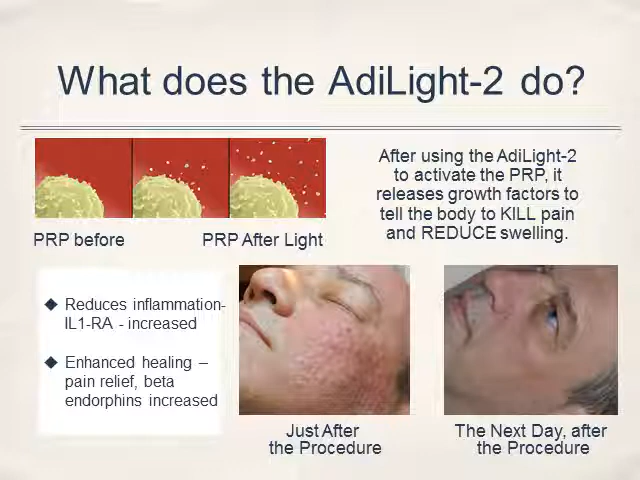 What does the AdiLight-2 do?
After using the AdiLight-2
to activate the PRP, it
releases growth factors to
tell the body to KILL pain
and REDUCE swelling.
PRP before
PRP After Light
◆ Reduces inflammation-
IL1-RA - increased
◆ Enhanced healing –
pain relief, beta
endorphins increased
Just After
the Procedure
The Next Day, after
the Procedure